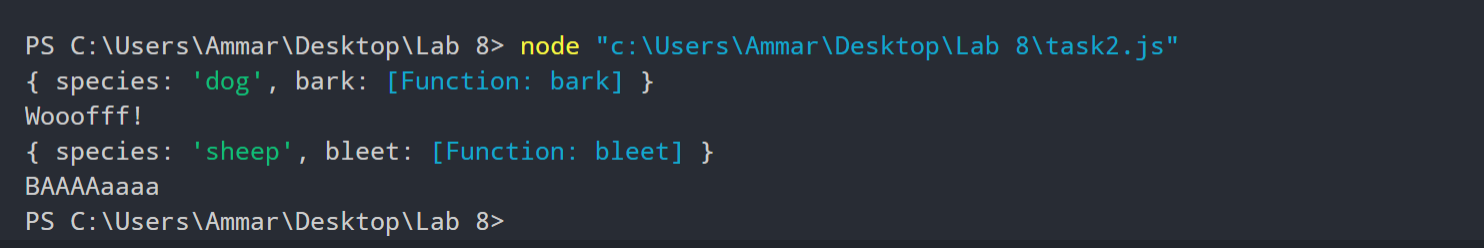 PS C:\Users\Ammar\Desktop\Lab 8> node "c:\Users\Ammar\Desktop\Lab 8\task2.js"
{ species: 'dog', bark: [Function: bark] }
Wooofff!
{ species: 'sheep', bleet: [Function: bleet] }
BAAAAaaaa
PS C:\Users\Ammar\Desktop\Lab 8>